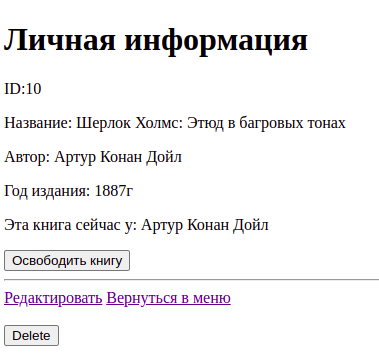 Личная информация
ID:10
Название: Шерлок Холмс: Этюд в багровых тонах
Автор: Артур Конан Дойл
Год издания: 1887г
Эта книга сейчас у: Артур Конан Дойл
Освободить книгу
Редактировать Вернуться в меню
Delete